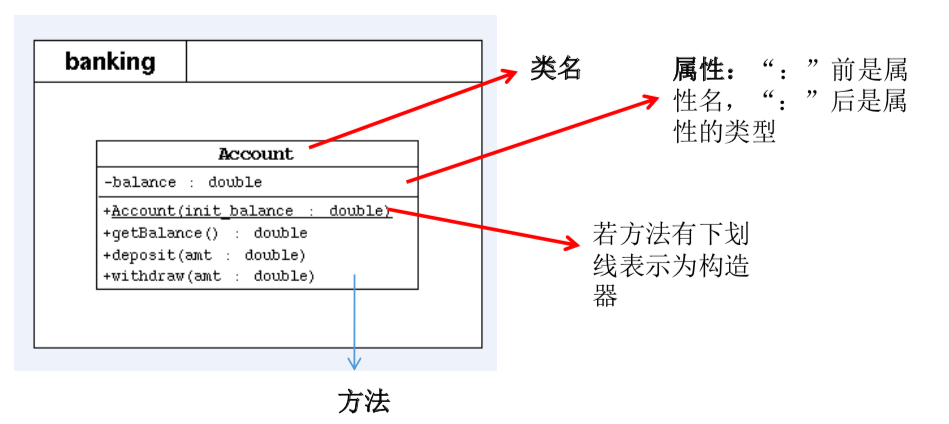 banking
类名
属性：“：”前是属
性名，“：”后是属
性的类型
Account
-balance : double
+Account(init_balance : double)
+getBalance() : double
+deposit(amt : double)
+withdraw(amt : double)
若方法有下划
线表示为构造
器
方法